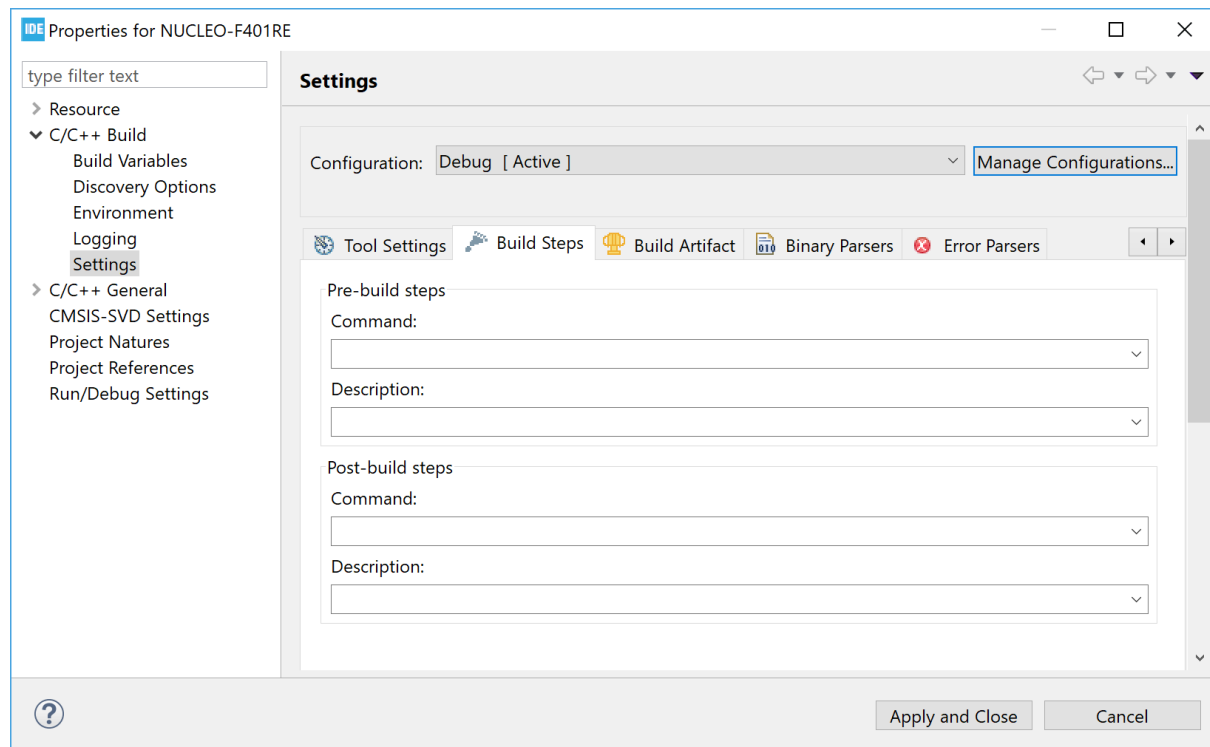 IDE Properties for NUCLEO-F401RE
type filter text
Settings
Resource
C/C++ Build
Build Variables
Discovery Options
Environment
Logging
Settings
C/C++ General
CMSIS-SVD Settings
Project Natures
Project References
Run/Debug Settings
Configuration: Debug [ Active ] Manage Configurations...
Tool Settings Build Steps Build Artifact 010 Binary Parsers Error Parsers
Pre-build steps
Command:
Description:
Post-build steps
Command:
Description:
? Apply and Close Cancel